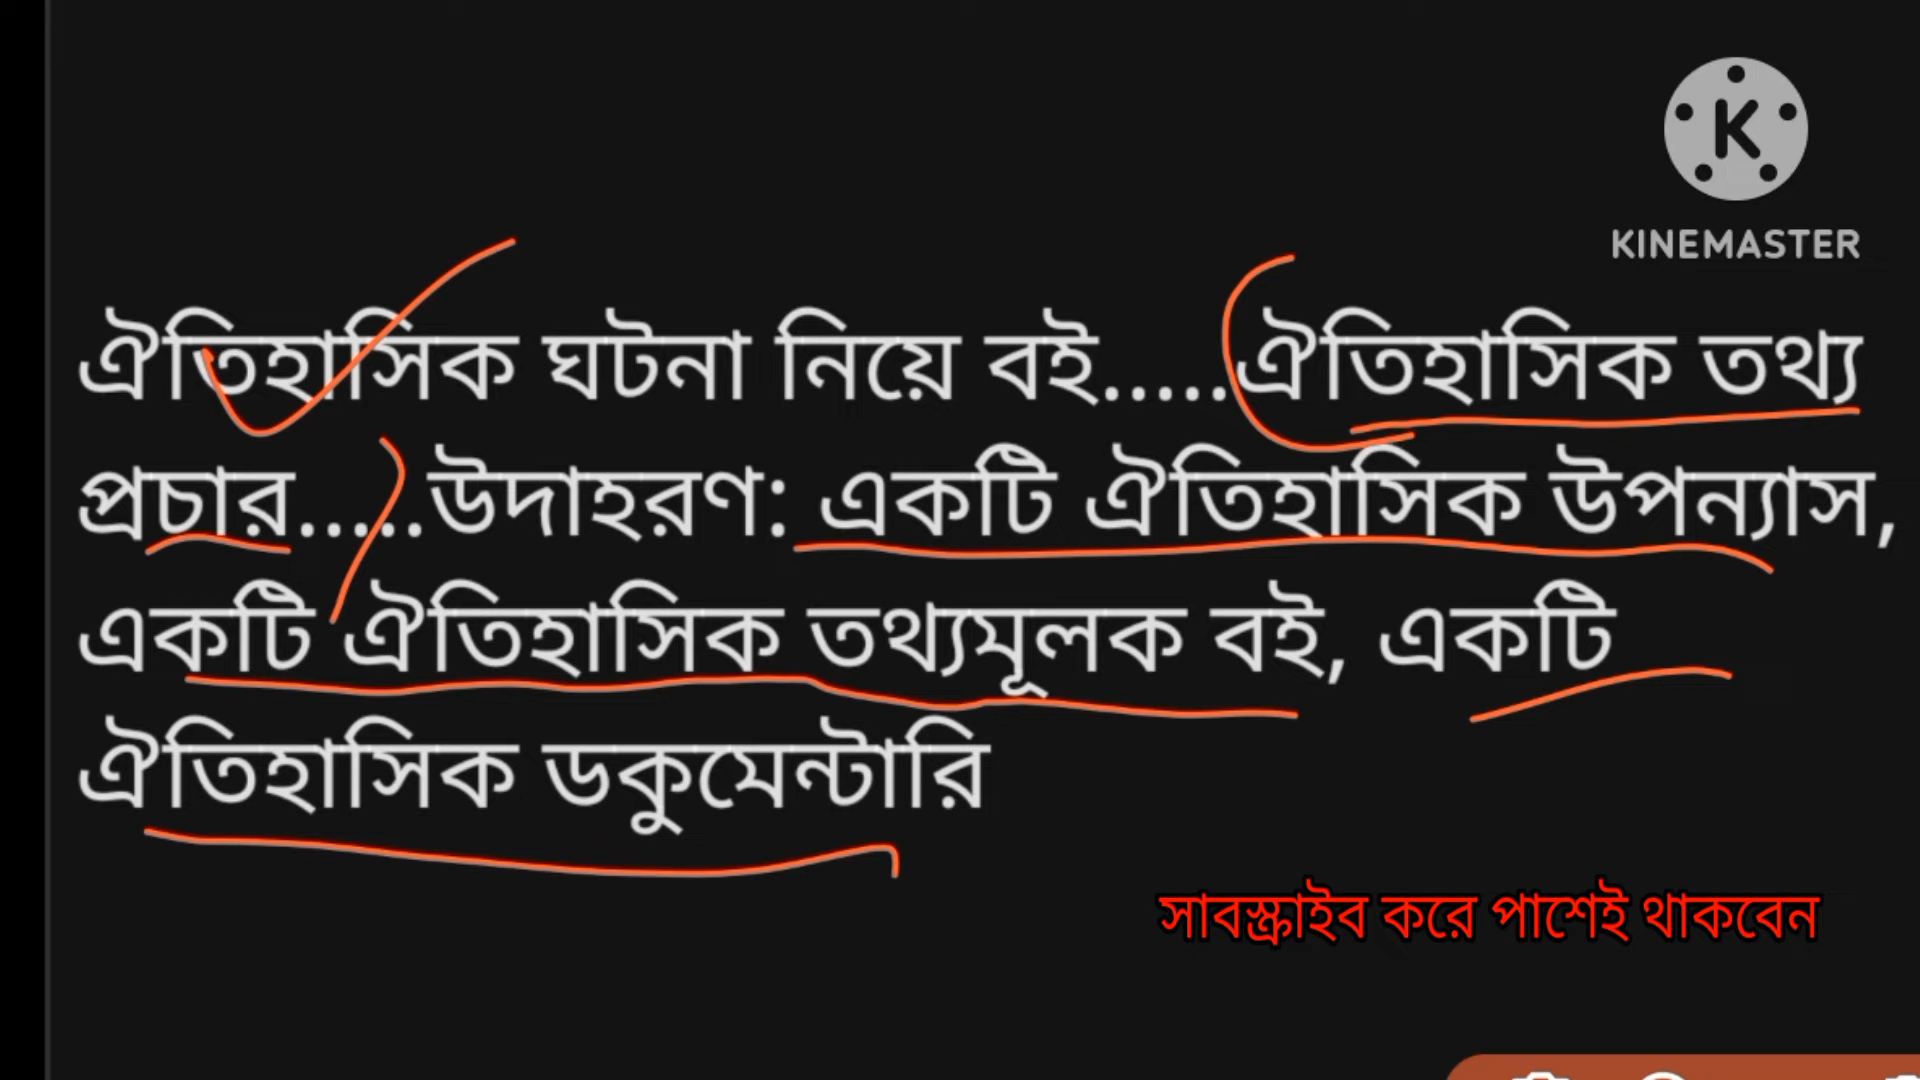 KINEMASTER
ঐতিহাসিক ঘটনা নিয়ে বই.....ঐতিহাসিক তথ্য
প্রচার.....উদাহরণ: একটি ঐতিহাসিক উপন্যাস,
একটি ঐতিহাসিক তথ্যমূলক বই, একটি
ঐতিহাসিক ডকুমেন্টারি
সাবস্ক্রাইব করে পাশেই থাকবেন